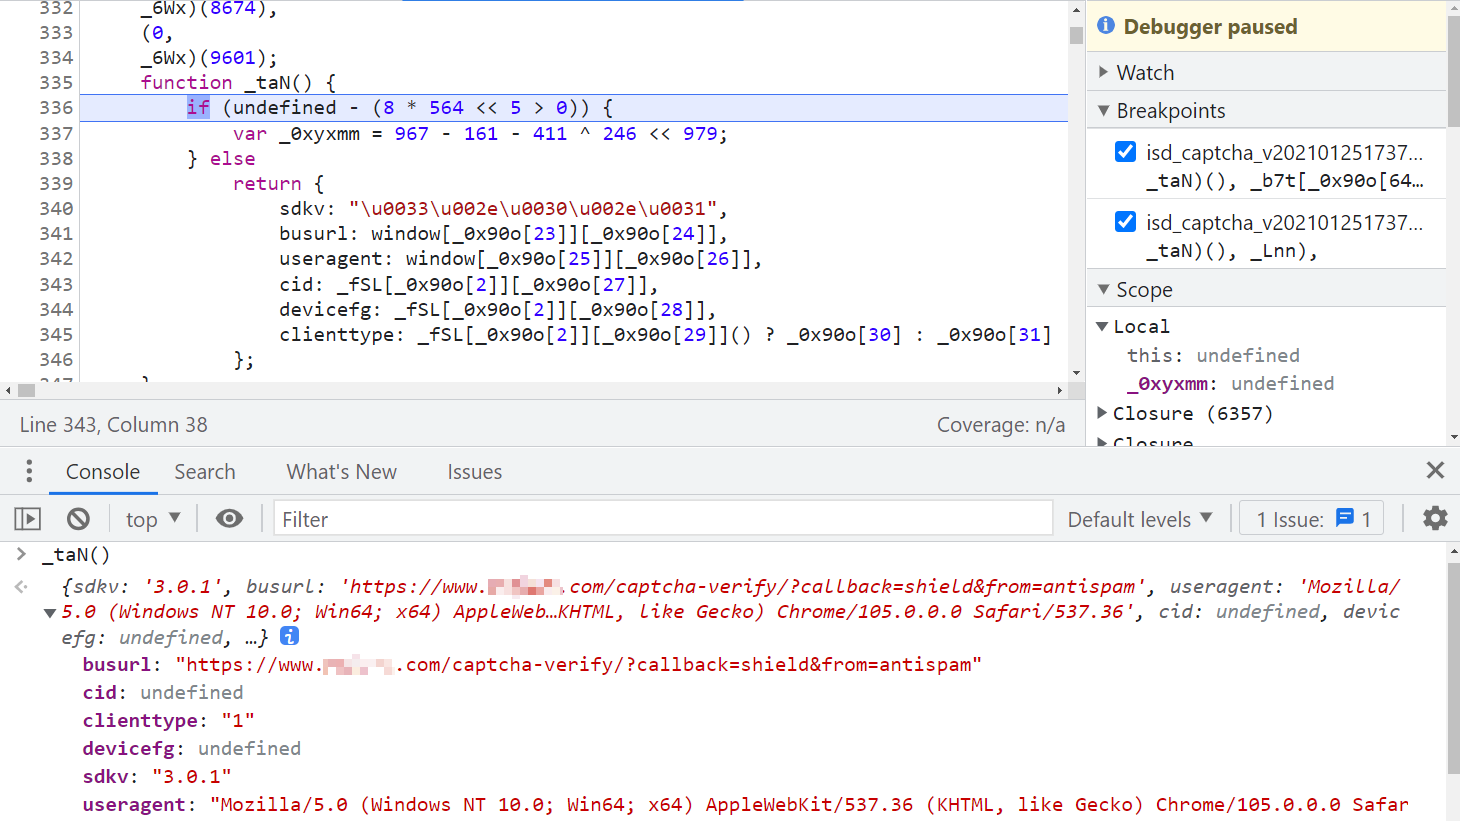 332 _6Wx)(8674),
333 (0,
334 _6Wx)(9601);
335 function _taN() {
336 if (undefined - (8 * 564 << 5 > 0)) {
337 var _0xyxmm = 967 - 161 - 411 ^ 246 << 979;
338 } else
339 return {
340 sdkv: "\u0033\u002e\u0030\u002e\u0031",
341 busurl: window[_0x90o[23]][_0x90o[24]],
342 useragent: window[_0x90o[25]][_0x90o[26]],
343 cid: _fSL[_0x90o[2]][_0x90o[27]],
344 devicefg: _fSL[_0x90o[2]][_0x90o[28]],
345 clienttype: _fSL[_0x90o[2]][_0x90o[29]]() ? _0x90o[30] : _0x90o[31]
346 };
347 }
Line 343, Column 38
Coverage: n/a
Debugger paused
Watch
Breakpoints
isd_captcha_v202101251737…
_taN)(), _b7t[_0x90o[64…
isd_captcha_v202101251737…
_taN)(), _Lnn),
Scope
Local
this: undefined
_0xyxmm: undefined
Closure (6357)
Closure
Console Search What's New Issues
top Filter Default levels 1 Issue: 1
> _taN()
{sdkv: '3.0.1', busurl: 'https://www. .com/captcha-verify/?callback=shield&from=antispam', useragent: 'Mozilla/
5.0 (Windows NT 10.0; Win64; x64) AppleWeb…KHTML, like Gecko) Chrome/105.0.0.0 Safari/537.36', cid: undefined, devic
efg: undefined, …}
busurl: "https://www. .com/captcha-verify/?callback=shield&from=antispam"
cid: undefined
clienttype: "1"
devicefg: undefined
sdkv: "3.0.1"
useragent: "Mozilla/5.0 (Windows NT 10.0; Win64; x64) AppleWebKit/537.36 (KHTML, like Gecko) Chrome/105.0.0.0 Safar